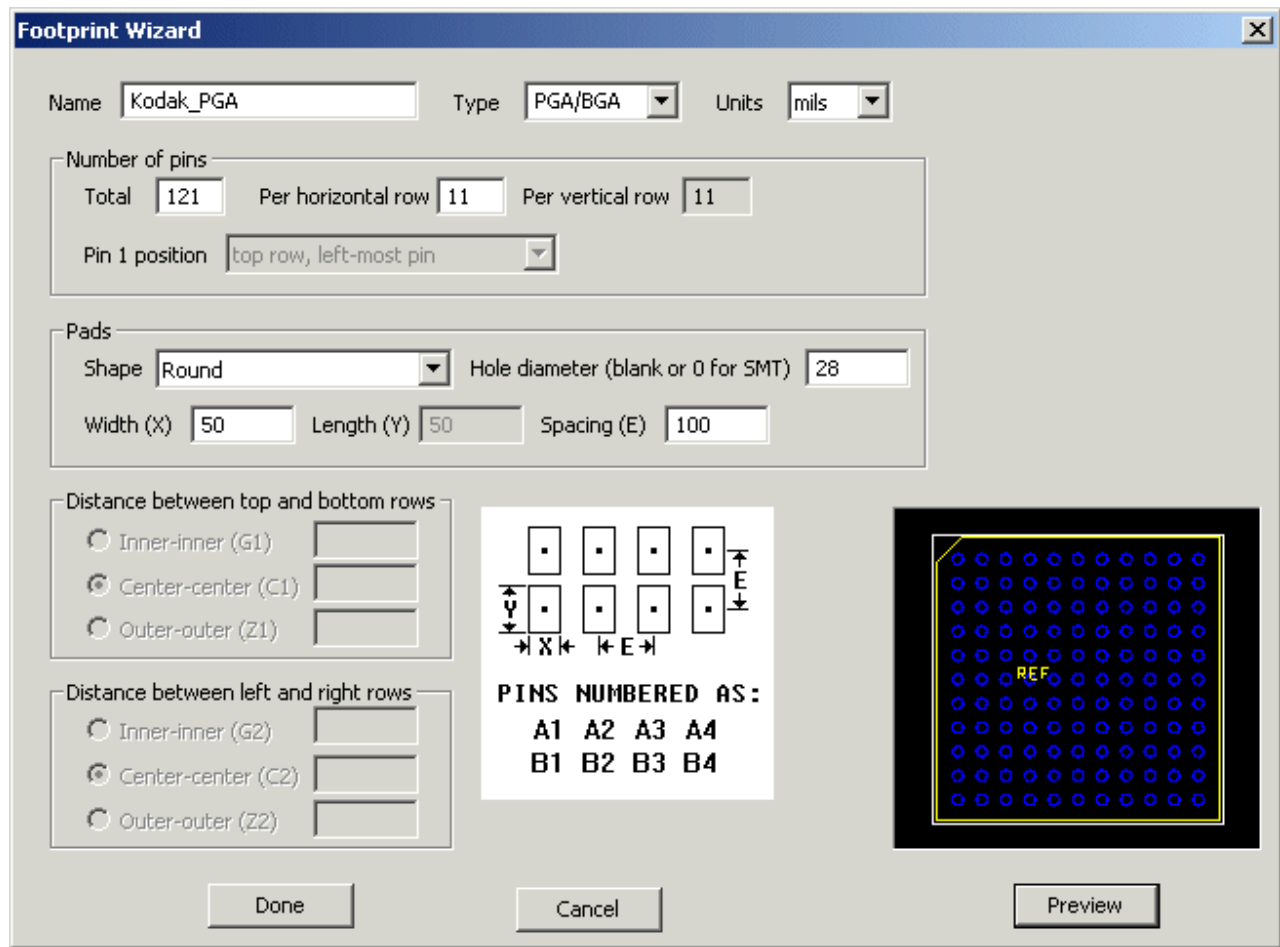 Footprint Wizard
Name Kodak_PGA Type PGA/BGA Units mils
Number of pins
Total 121 Per horizontal row 11 Per vertical row 11
Pin 1 position top row, left-most pin
Pads
Shape Round Hole diameter (blank or 0 for SMT) 28
Width (X) 50 Length (Y) 50 Spacing (E) 100
Distance between top and bottom rows
Inner-inner (G1)
Center-center (C1)
Outer-outer (Z1)
Distance between left and right rows
Inner-inner (G2)
Center-center (C2)
Outer-outer (Z2)
E
Y
X E
PINS NUMBERED AS:
A1 A2 A3 A4
B1 B2 B3 B4
REF
Done Cancel Preview